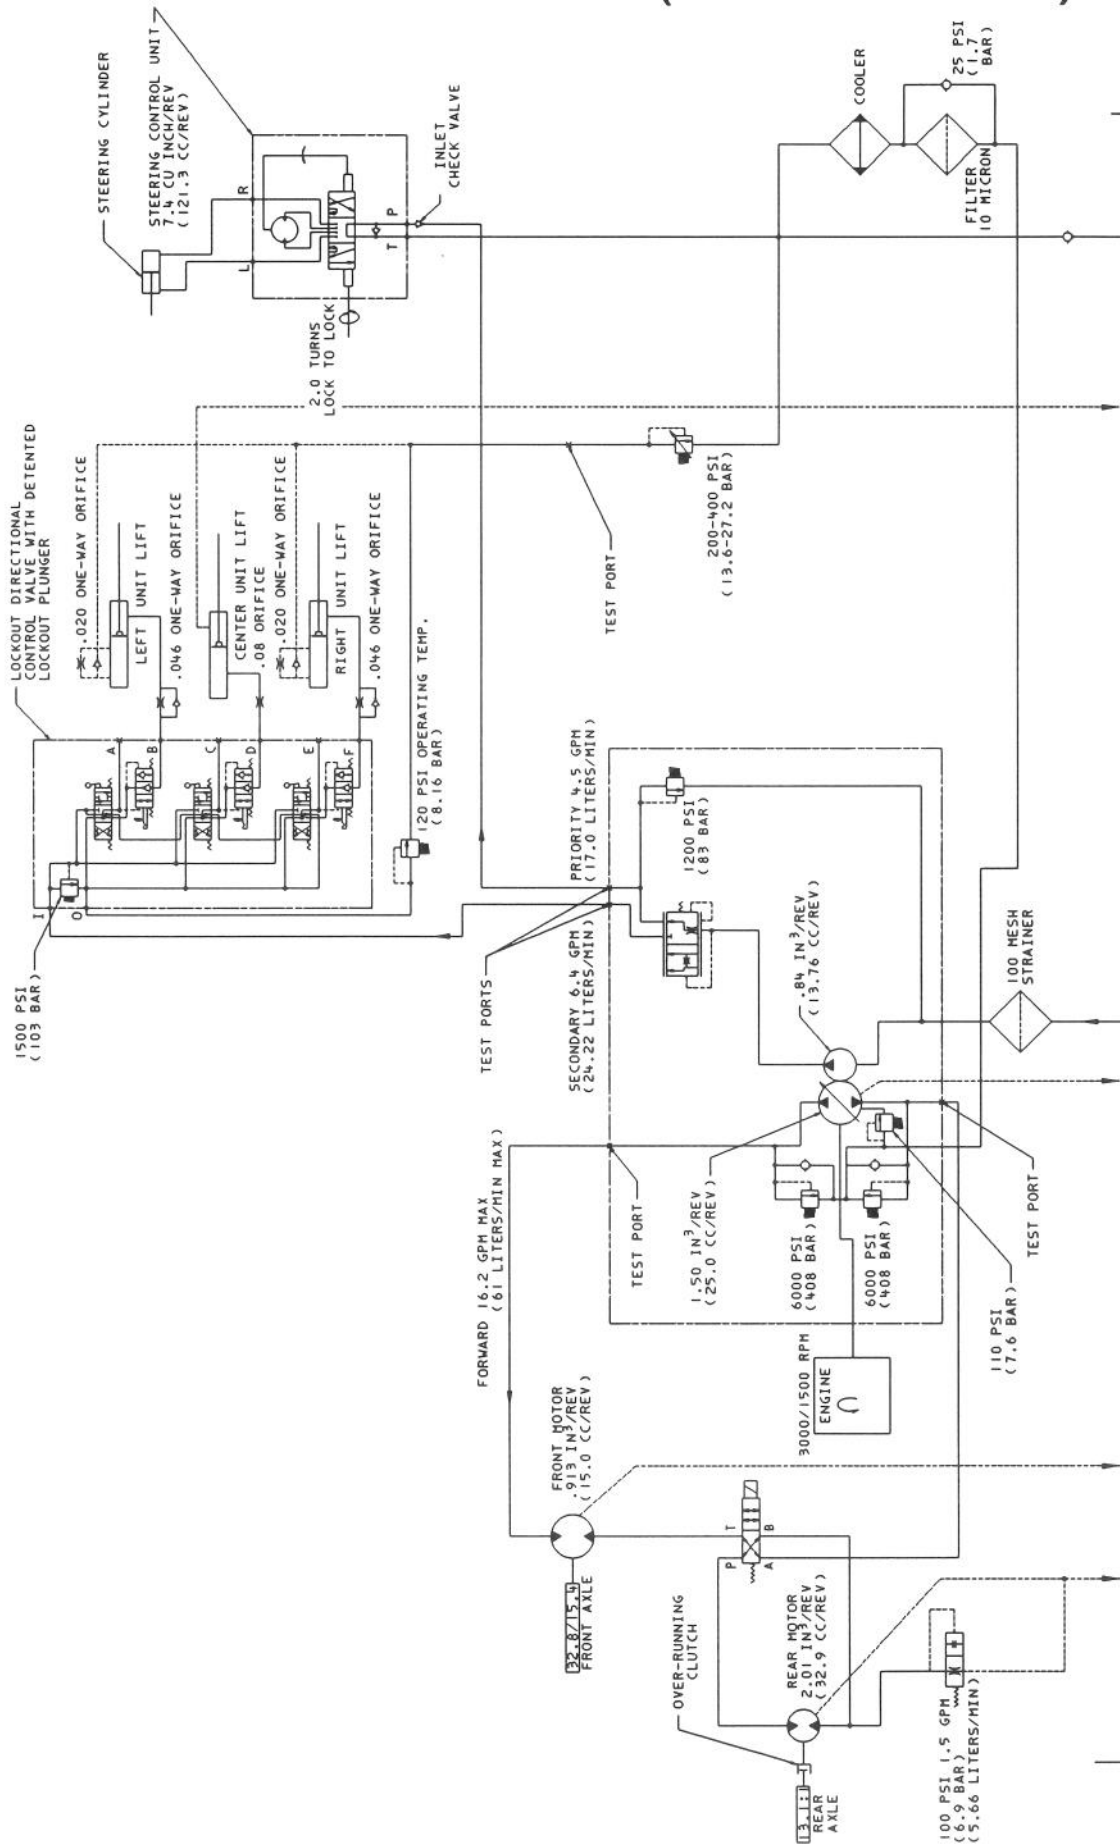 LOCKOUT DIRECTIONAL
CONTROL VALVE WITH DETENTED
LOCKOUT PLUNGER
1500 PSI
(103 BAR)
I
O
A
B
C
D
E
F
.020 ONE-WAY ORIFICE
LEFT UNIT LIFT
.046 ONE-WAY ORIFICE
CENTER UNIT LIFT
.08 ORIFICE
.020 ONE-WAY ORIFICE
RIGHT UNIT LIFT
.046 ONE-WAY ORIFICE
120 PSI OPERATING TEMP.
(8.16 BAR)
STEERING CYLINDER
STEERING CONTROL UNIT
7.4 CU INCH/REV
(121.3 CC/REV)
L
R
T
P
2.0 TURNS
LOCK TO LOCK
INLET
CHECK VALVE
TEST PORT
200-400 PSI
(13.6-27.2 BAR)
COOLER
25 PSI
(1.7
BAR)
FILTER
10 MICRON
TEST PORTS
SECONDARY 6.4 GPM
(24.22 LITERS/MIN)
PRIORITY 4.5 GPM
(17.0 LITERS/MIN)
1200 PSI
(83 BAR)
.84 IN³/REV
(13.76 CC/REV)
100 MESH
STRAINER
FORWARD 16.2 GPM MAX
(61 LITERS/MIN MAX)
TEST PORT
1.50 IN³/REV
(25.0 CC/REV)
6000 PSI
(408 BAR)
6000 PSI
(408 BAR)
TEST PORT
110 PSI
(7.6 BAR)
3000/1500 RPM
ENGINE
FRONT MOTOR
.913 IN³/REV
(15.0 CC/REV)
32.8/15.4
FRONT AXLE
P
T
A
B
OVER-RUNNING
CLUTCH
REAR MOTOR
2.01 IN³/REV
(32.9 CC/REV)
13.1:1
REAR
AXLE
100 PSI 1.5 GPM
(6.9 BAR)
(5.66 LITERS/MIN)